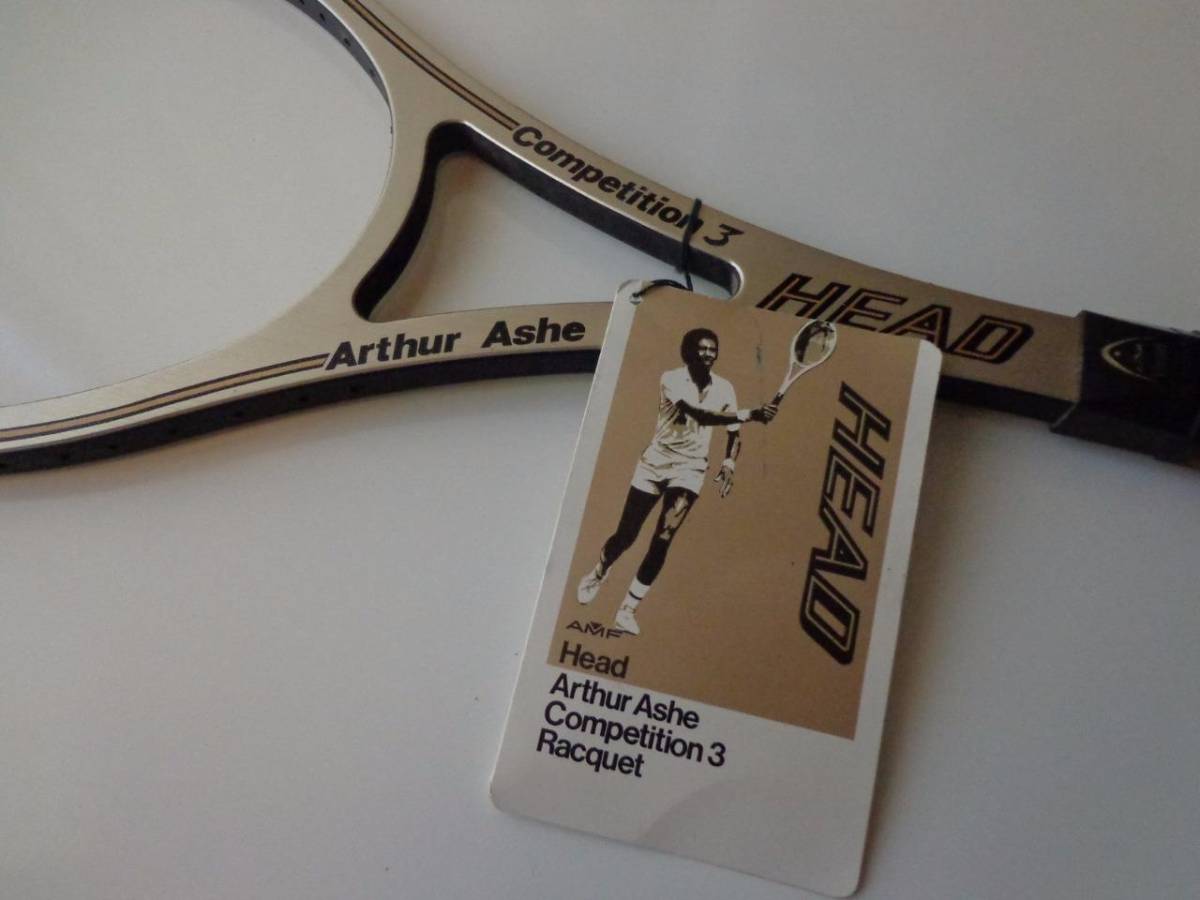 Competition 3
Arthur Ashe
HEAD
HEAD
AMF
Head
Arthur Ashe
Competition 3
Racquet